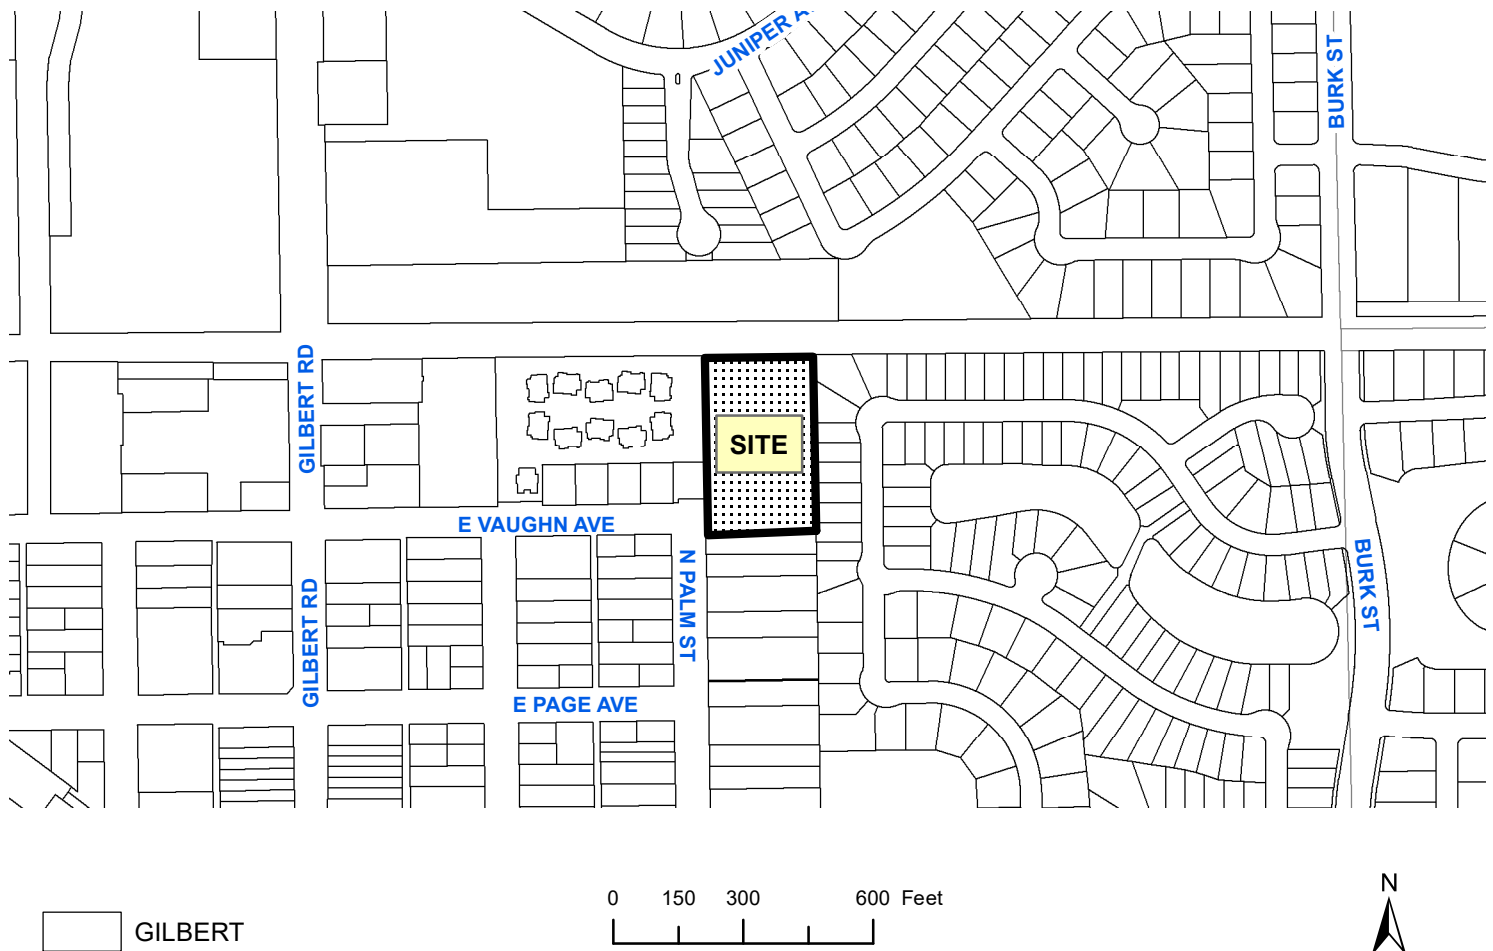 JUNIPER A
BURK ST
GILBERT RD
SITE
E VAUGHN AVE
N PALM ST
BURK ST
GILBERT RD
E PAGE AVE
0 150 300 600 Feet
N
GILBERT